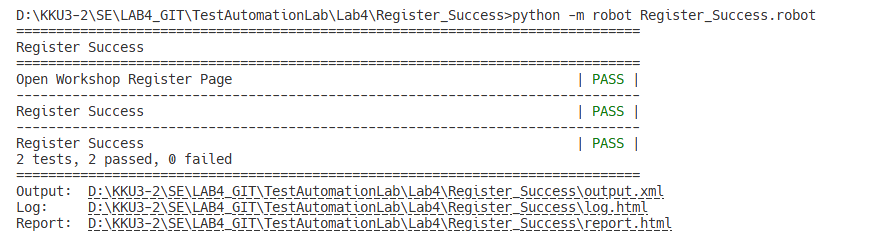 D:\KKU3-2\SE\LAB4_GIT\TestAutomationLab\Lab4\Register_Success>python -m robot Register_Success.robot
==============================================================================
Register Success
==============================================================================
Open Workshop Register Page | PASS |
------------------------------------------------------------------------------
Register Success | PASS |
------------------------------------------------------------------------------
Register Success | PASS |
2 tests, 2 passed, 0 failed
==============================================================================
Output: D:\KKU3-2\SE\LAB4_GIT\TestAutomationLab\Lab4\Register_Success\output.xml
Log: D:\KKU3-2\SE\LAB4_GIT\TestAutomationLab\Lab4\Register_Success\log.html
Report: D:\KKU3-2\SE\LAB4_GIT\TestAutomationLab\Lab4\Register_Success\report.html